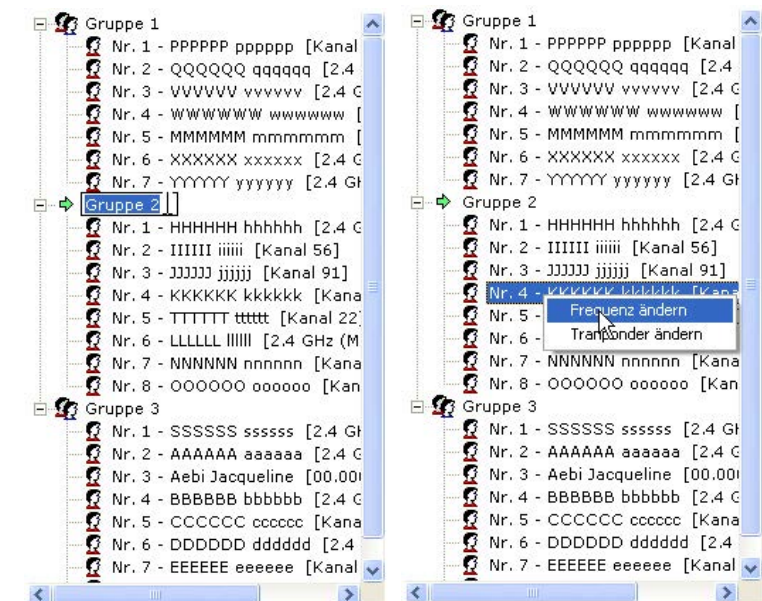 Gruppe 1
Nr. 1 - PPPPPP pppppp [Kanal
Nr. 2 - QQQQQQ qqqqqq [2.4
Nr. 3 - VVVVVV vvvvvv [2.4 G
Nr. 4 - WWWWWW wwwwww [
Nr. 5 - MMMMMM mmmmmm [
Nr. 6 - XXXXXX xxxxxx [2.4 G
Nr. 7 - YYYYYY yyyyyy [2.4 GH
Gruppe 2
Nr. 1 - HHHHHH hhhhhh [2.4 G
Nr. 2 - IIIIII iiiiii [Kanal 56]
Nr. 3 - JJJJJJ jjjjjj [Kanal 91]
Nr. 4 - KKKKKK kkkkkk [Kana
Nr. 5 - TTTTTT tttttt [Kanal 22]
Nr. 6 - LLLLLL llllll [2.4 GHz (M
Nr. 7 - NNNNNN nnnnnn [Kana
Nr. 8 - OOOOOO oooooo [Kan
Gruppe 3
Nr. 1 - SSSSSS ssssss [2.4 GH
Nr. 2 - AAAAAA aaaaaa [2.4 G
Nr. 3 - Aebi Jacqueline [00.00
Nr. 4 - BBBBBB bbbbbb [2.4 G
Nr. 5 - CCCCCC cccccc [Kana
Nr. 6 - DDDDDD dddddd [2.4
Nr. 7 - EEEEEE eeeeee [Kanal
Gruppe 1
Nr. 1 - PPPPPP pppppp [Kanal
Nr. 2 - QQQQQQ qqqqqq [2.4
Nr. 3 - VVVVVV vvvvvv [2.4 G
Nr. 4 - WWWWWW wwwwww [
Nr. 5 - MMMMMM mmmmmm [
Nr. 6 - XXXXXX xxxxxx [2.4 G
Nr. 7 - YYYYYY yyyyyy [2.4 GH
Gruppe 2
Nr. 1 - HHHHHH hhhhhh [2.4 G
Nr. 2 - IIIIII iiiiii [Kanal 56]
Nr. 3 - JJJJJJ jjjjjj [Kanal 91]
Nr. 4 - KKKKKK kkkkkk [Kana
Nr. 5 -
Frequenz ändern
Nr. 6 -
Transponder ändern
Nr. 7 - NNNNNN nnnnnn [Kana
Nr. 8 - OOOOOO oooooo [Kan
Gruppe 3
Nr. 1 - SSSSSS ssssss [2.4 GH
Nr. 2 - AAAAAA aaaaaa [2.4 G
Nr. 3 - Aebi Jacqueline [00.00
Nr. 4 - BBBBBB bbbbbb [2.4 G
Nr. 5 - CCCCCC cccccc [Kana
Nr. 6 - DDDDDD dddddd [2.4
Nr. 7 - EEEEEE eeeeee [Kanal